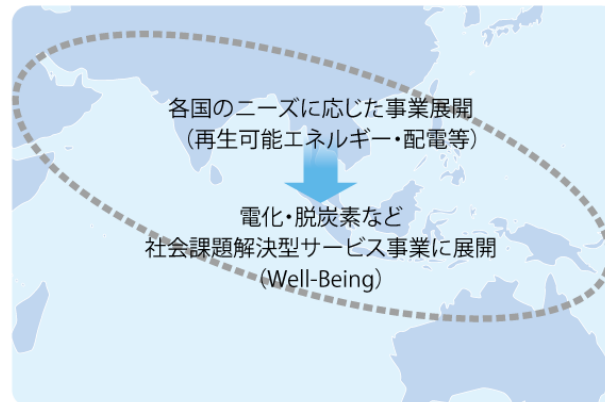 各国のニーズに応じた事業展開
（再生可能エネルギー・配電等）
電化・脱炭素など
社会課題解決型サービス事業に展開
（Well-Being）